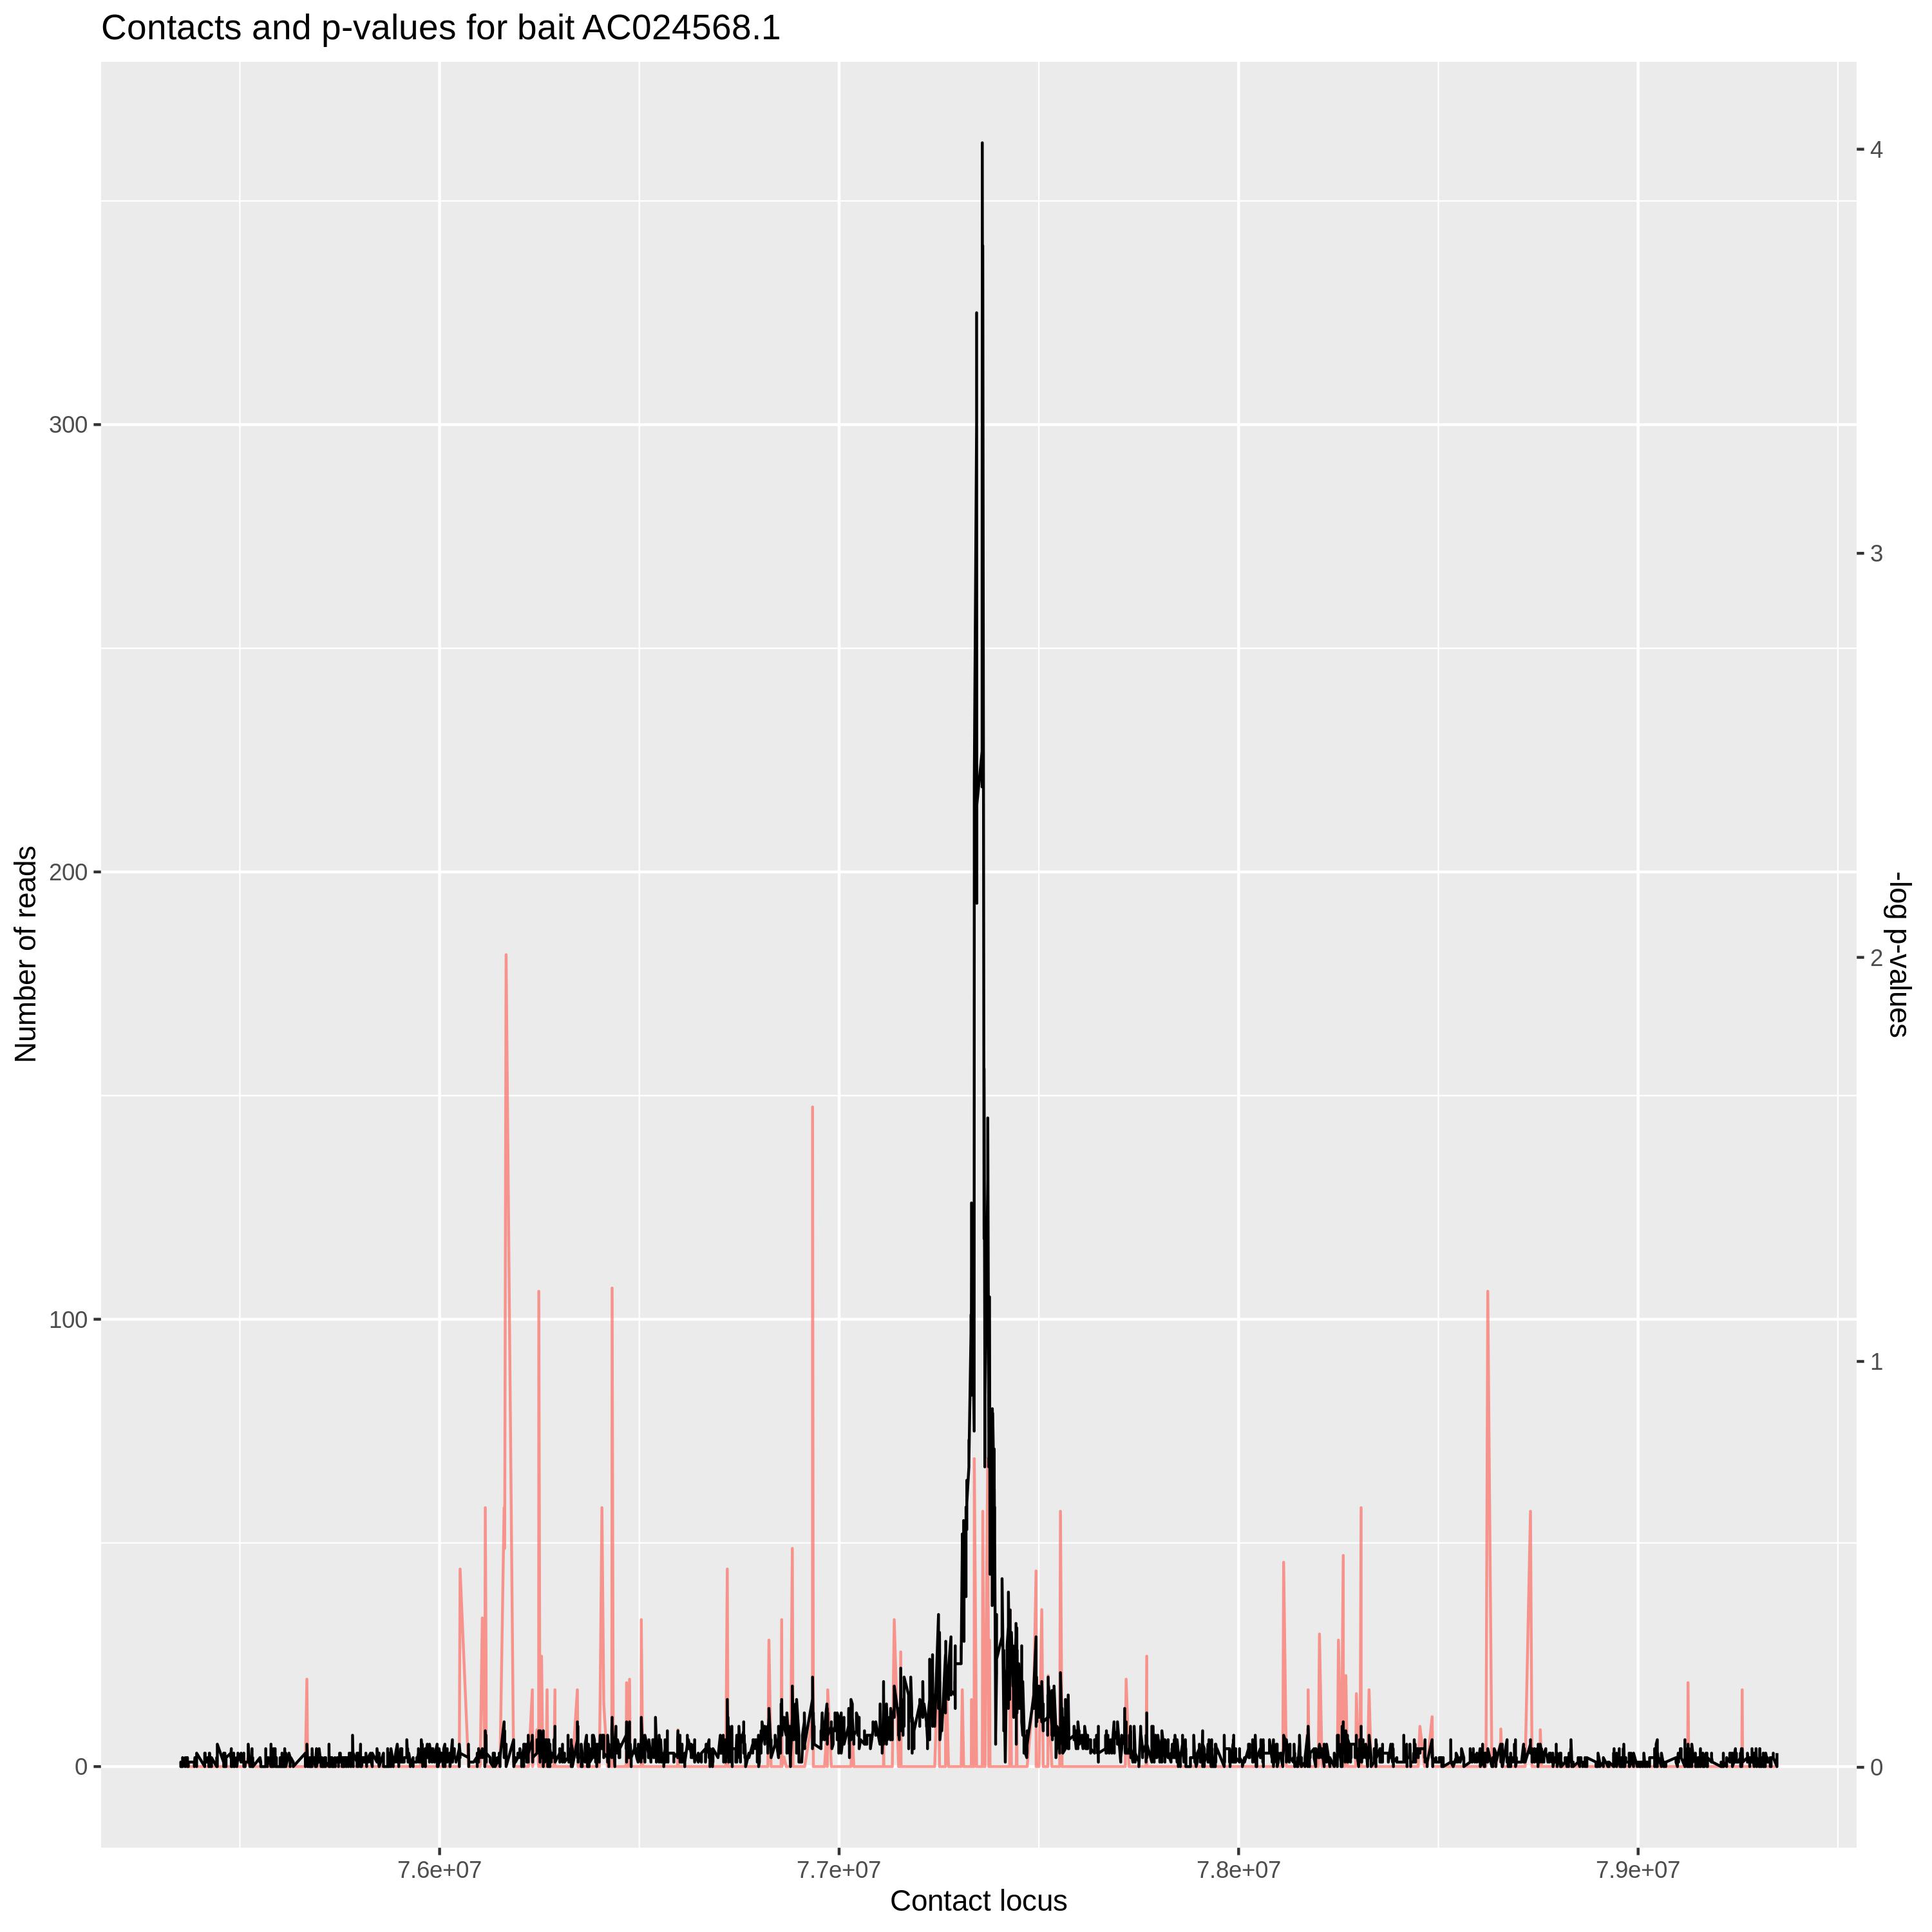 Contacts and p-values for bait AC024568.1
Number of reads
300
200
100
0
4
3
2
1
0
-log p-values
7.6e+07
7.7e+07
7.8e+07
7.9e+07
Contact locus